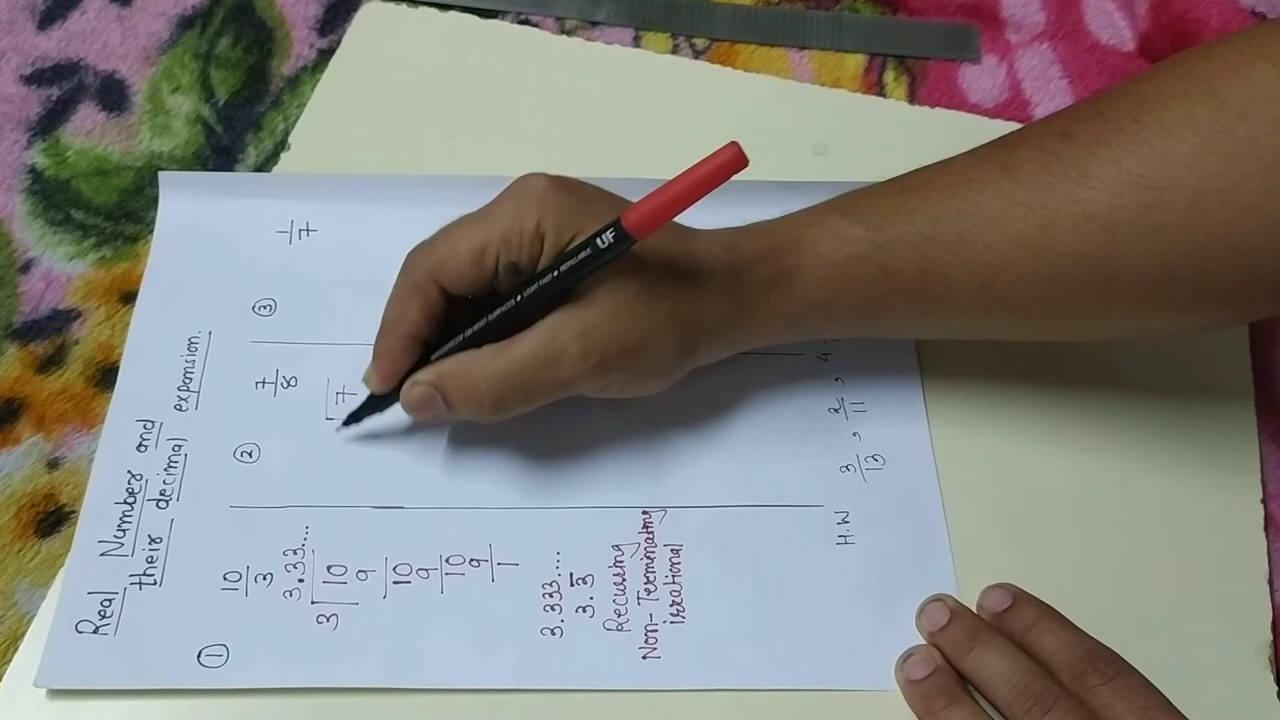 Real Numbers and
their decimal expansion.
①
10
3
3.33....
3 10
9
10
9
10
9
1
3.333....
3.3̅
Recurring
Non-Terminating
irrational
②
7
8
7
③
1
7
H.W 3/13 , 2/11 , 4
UF